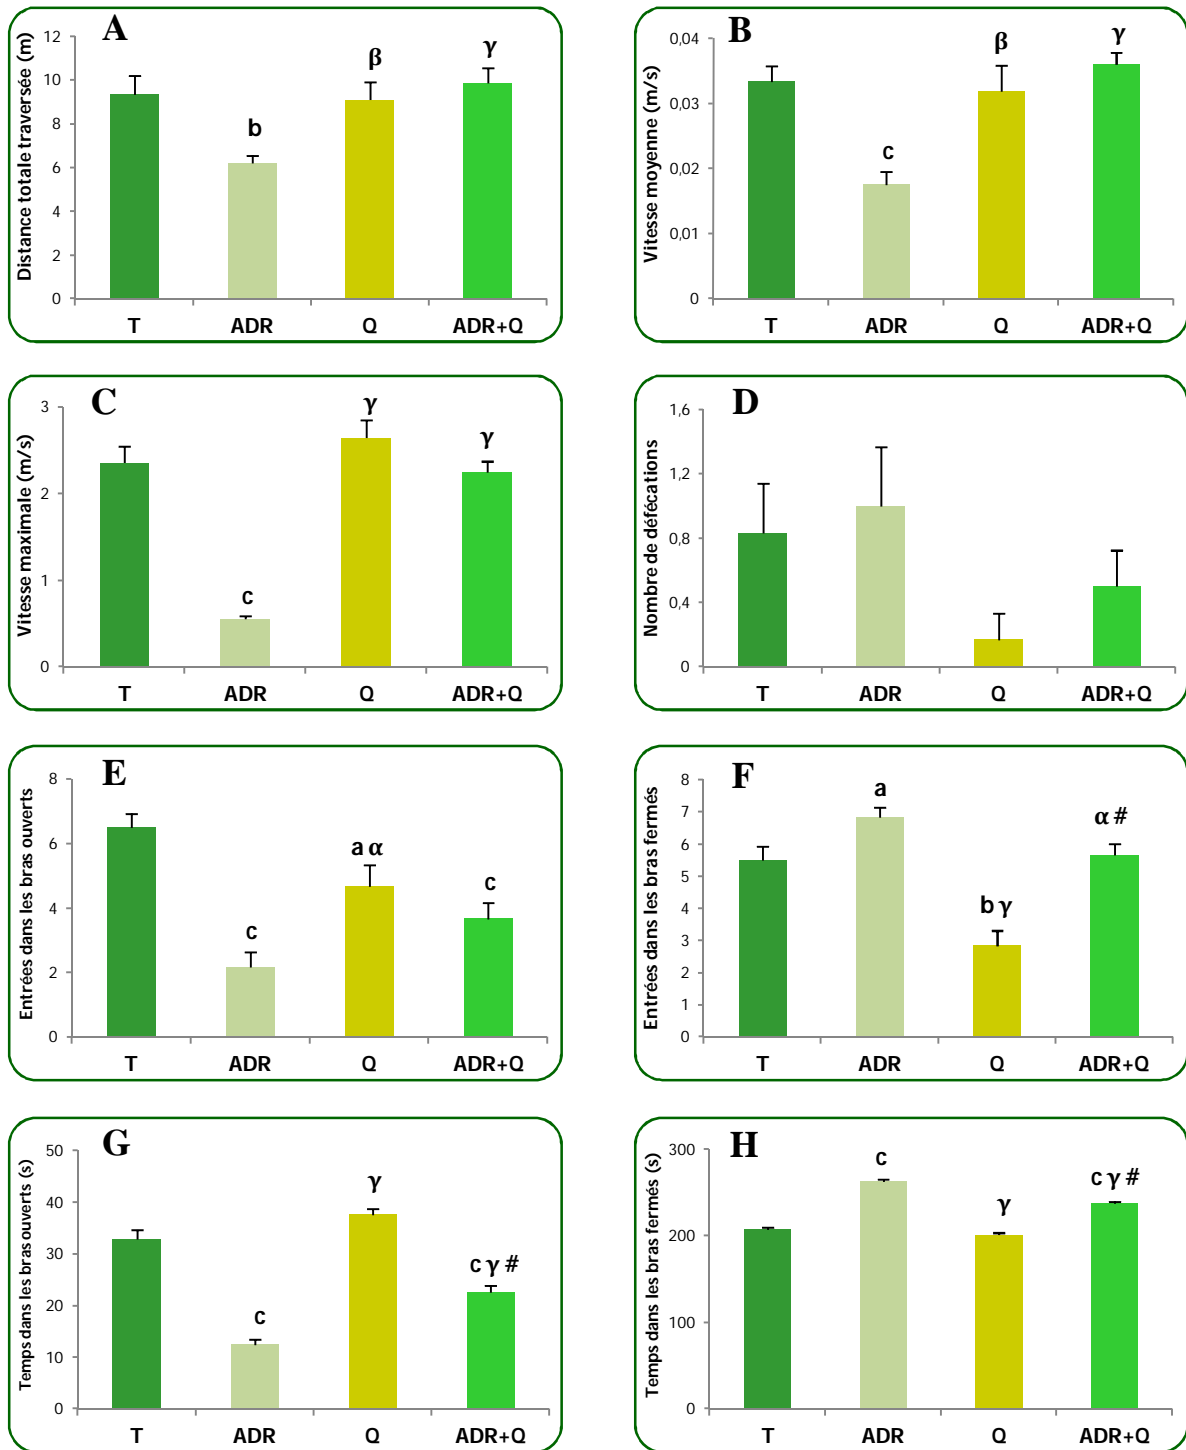 A
Distance totale traversée (m)
12
10
8
6
4
2
0
b
β
γ
T ADR Q ADR+Q
B
Vitesse moyenne (m/s)
0,04
0,03
0,02
0,01
0
c
β
γ
T ADR Q ADR+Q
C
Vitesse maximale (m/s)
3
2
1
0
c
γ
γ
T ADR Q ADR+Q
D
Nombre de défécations
1,6
1,2
0,8
0,4
0
T ADR Q ADR+Q
E
Entrées dans les bras ouverts
8
6
4
2
0
c
a α
c
T ADR Q ADR+Q
F
Entrées dans les bras fermés
8
7
6
5
4
3
2
1
0
a
b γ
α #
T ADR Q ADR+Q
G
Temps dans les bras ouverts (s)
50
40
30
20
10
0
c
γ
c γ #
T ADR Q ADR+Q
H
Temps dans les bras fermés (s)
300
200
100
0
c
γ
c γ #
T ADR Q ADR+Q